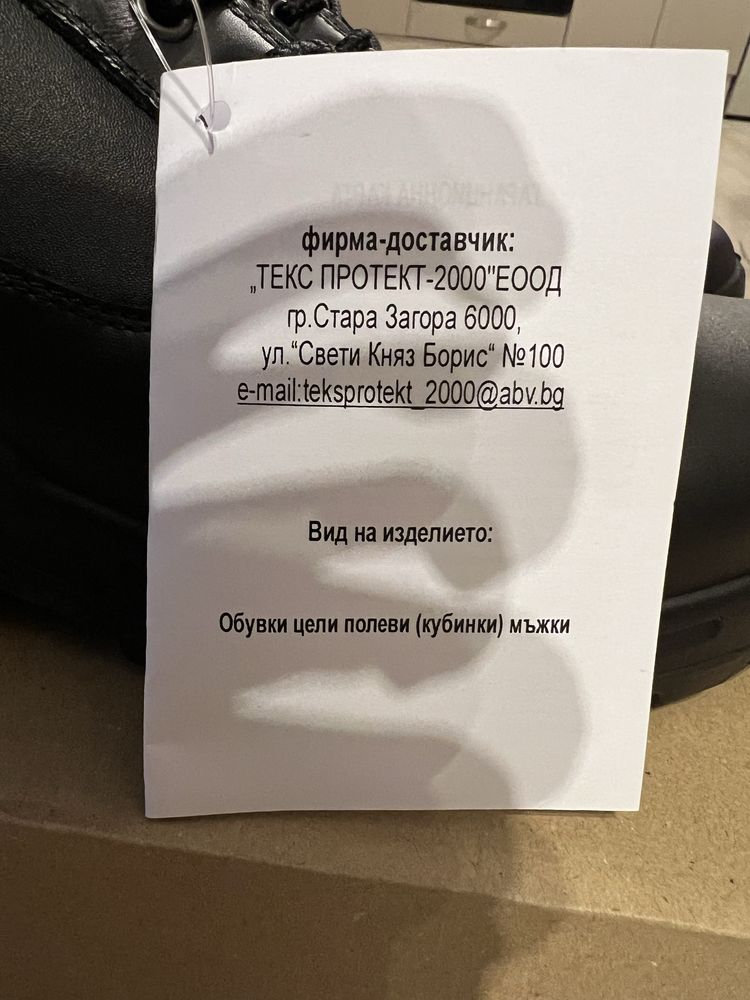 фирма-доставчик:
„ТЕКС ПРОТЕКТ-2000"ЕООД
гр.Стара Загора 6000,
ул.“Свети Княз Борис“ №100
e-mail:teksprotekt_2000@abv.bg
Вид на изделието:
Обувки цели полеви (кубинки) мъжки